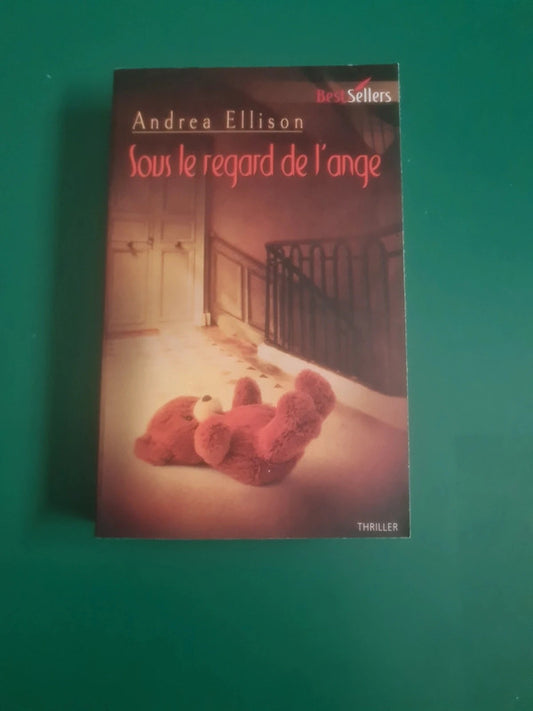 BestSellers
Andrea Ellison
Sous le regard de l'ange
THRILLER